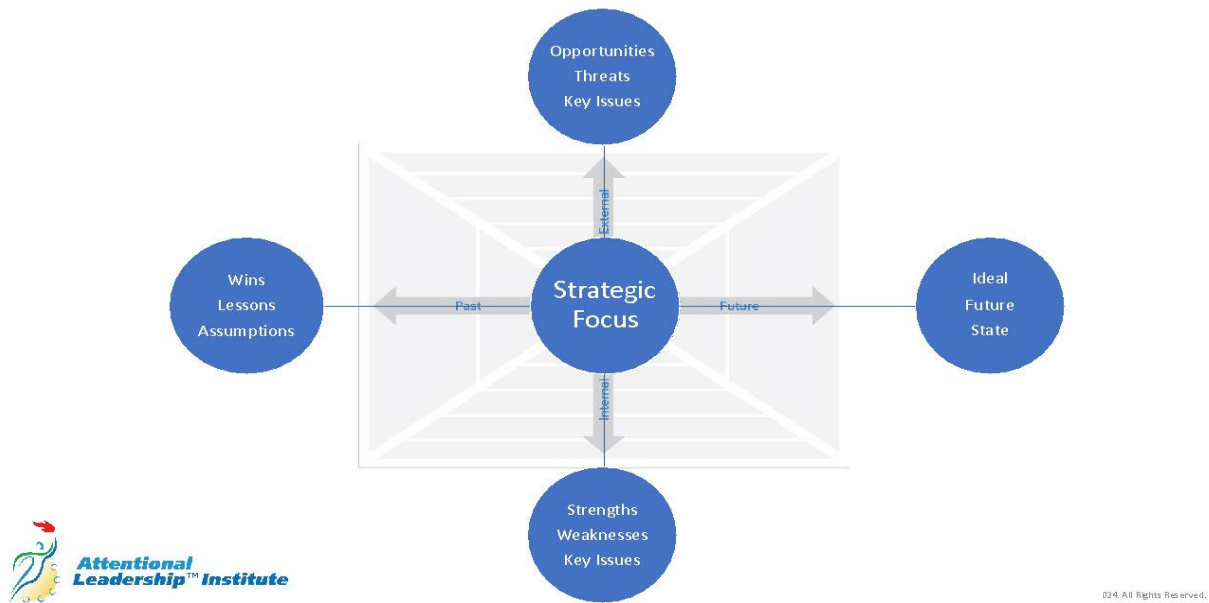 Opportunities
Threats
Key Issues
External
Wins
Lessons
Assumptions
Past
Strategic
Focus
Future
Ideal
Future
State
Internal
Strengths
Weaknesses
Key Issues
Attentional
Leadership™ Institute
024. All Rights Reserved.